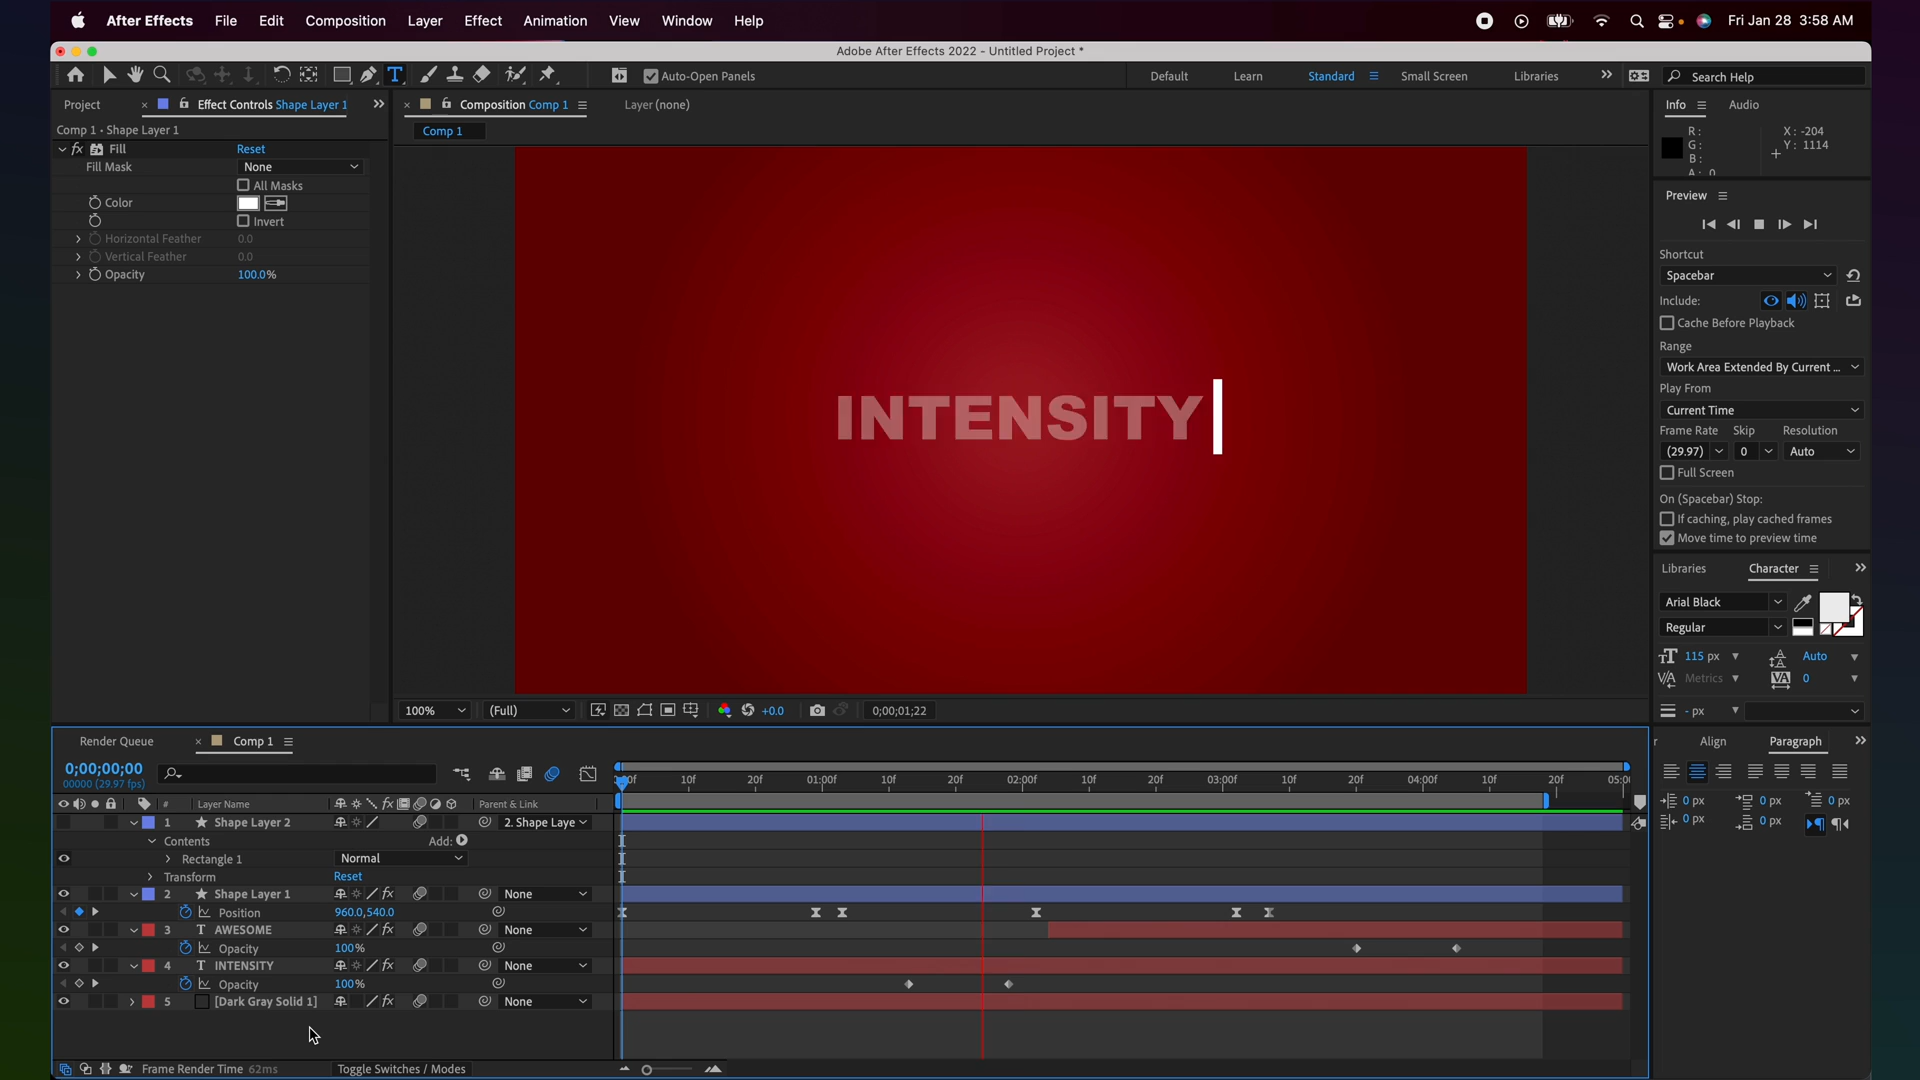 After Effects File Edit Composition Layer Effect Animation View Window Help Fri Jan 28 3:58 AM
Adobe After Effects 2022 - Untitled Project *
Auto-Open Panels Default Learn Standard Small Screen Libraries Search Help
Project Effect Controls Shape Layer 1 Composition Comp 1 Layer (none)
Comp 1 • Shape Layer 1
Comp 1
Fill Reset
Fill Mask None
All Masks
Color
Invert
Horizontal Feather 0.0
Vertical Feather 0.0
Opacity 100.0%
INTENSITY
100% (Full) +0.0 0;00;01;22
Info Audio
R: X: -204
G: Y: 1114
B:
A: 0
Preview
Shortcut
Spacebar
Include:
Cache Before Playback
Range
Work Area Extended By Current ...
Play From
Current Time
Frame Rate Skip Resolution
(29.97) 0 Auto
Full Screen
On (Spacebar) Stop:
If caching, play cached frames
Move time to preview time
Libraries Character
Arial Black
Regular
115 px Auto
Metrics 0
- px
Align Paragraph
0 px 0 px 0 px
0 px 0 px
Render Queue Comp 1
0;00;00;00
00000 (29.97 fps)
10f 20f 01:00f 10f 20f 02:00f 10f 20f 03:00f 10f 20f 04:00f 10f 20f
# Layer Name Parent & Link
1 Shape Layer 2 2. Shape Laye
Contents Add:
Rectangle 1 Normal
Transform Reset
2 Shape Layer 1 None
Position 960.0,540.0
3 T AWESOME None
Opacity 100%
4 T INTENSITY None
Opacity 100%
5 [Dark Gray Solid 1] None
Frame Render Time 62ms Toggle Switches / Modes